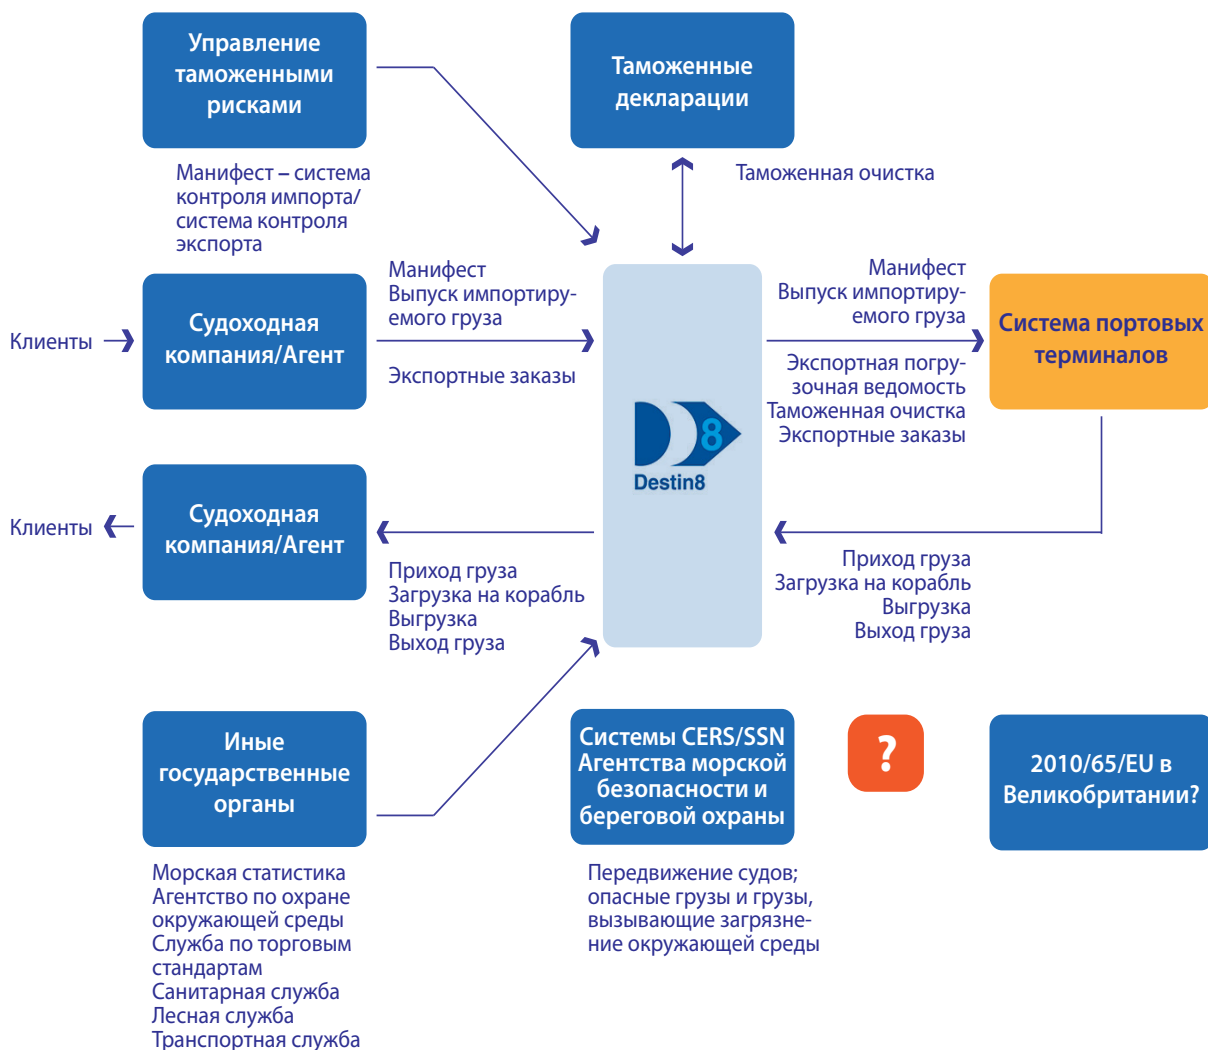 Управление
таможенными
рисками
Таможенные
декларации
Манифест – система
контроля импорта/
система контроля
экспорта
Таможенная очистка
Клиенты
Судоходная
компания/Агент
Манифест
Выпуск импортиру-
емого груза
Экспортные заказы
Манифест
Выпуск импортиру-
емого груза
Экспортная погру-
зочная ведомость
Таможенная очистка
Экспортные заказы
Система портовых
терминалов
8
Destin8
Клиенты
Судоходная
компания/Агент
Приход груза
Загрузка на корабль
Выгрузка
Выход груза
Приход груза
Загрузка на корабль
Выгрузка
Выход груза
Иные
государственные
органы
Системы CERS/SSN
Агентства морской
безопасности и
береговой охраны
?
2010/65/EU в
Великобритании?
Морская статистика
Агентство по охране
окружающей среды
Служба по торговым
стандартам
Санитарная служба
Лесная служба
Транспортная служба
Передвижение судов;
опасные грузы и грузы,
вызывающие загрязне-
ние окружающей среды